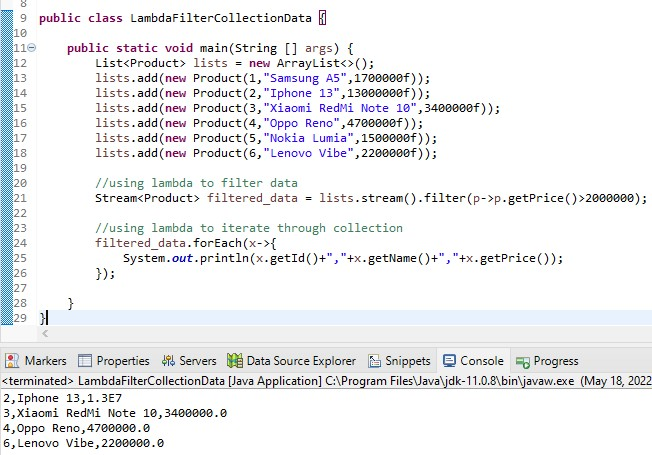 8
9 public class LambdaFilterCollectionData {
10
11 public static void main(String [] args) {
12 List<Product> lists = new ArrayList<>();
13 lists.add(new Product(1,"Samsung A5",1700000f));
14 lists.add(new Product(2,"Iphone 13",13000000f));
15 lists.add(new Product(3,"Xiaomi RedMi Note 10",3400000f));
16 lists.add(new Product(4,"Oppo Reno",4700000f));
17 lists.add(new Product(5,"Nokia Lumia",1500000f));
18 lists.add(new Product(6,"Lenovo Vibe",2200000f));
19
20 //using lambda to filter data
21 Stream<Product> filtered_data = lists.stream().filter(p->p.getPrice()>2000000);
22
23 //using lambda to iterate through collection
24 filtered_data.forEach(x->{
25 System.out.println(x.getId()+","+x.getName()+","+x.getPrice());
26 });
27
28 }
29 }
Markers Properties Servers Data Source Explorer Snippets Console Progress
<terminated> LambdaFilterCollectionData [Java Application] C:\Program Files\Java\jdk-11.0.8\bin\javaw.exe (May 18, 2022
2,Iphone 13,1.3E7
3,Xiaomi RedMi Note 10,3400000.0
4,Oppo Reno,4700000.0
6,Lenovo Vibe,2200000.0